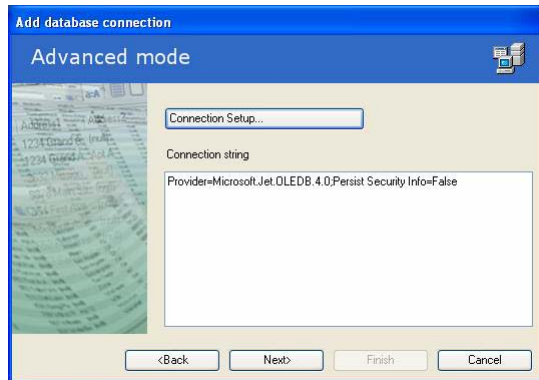 Add database connection
Advanced mode
Connection Setup...
Connection string
Provider=Microsoft.Jet.OLEDB.4.0;Persist Security Info=False
<Back
Next>
Finish
Cancel